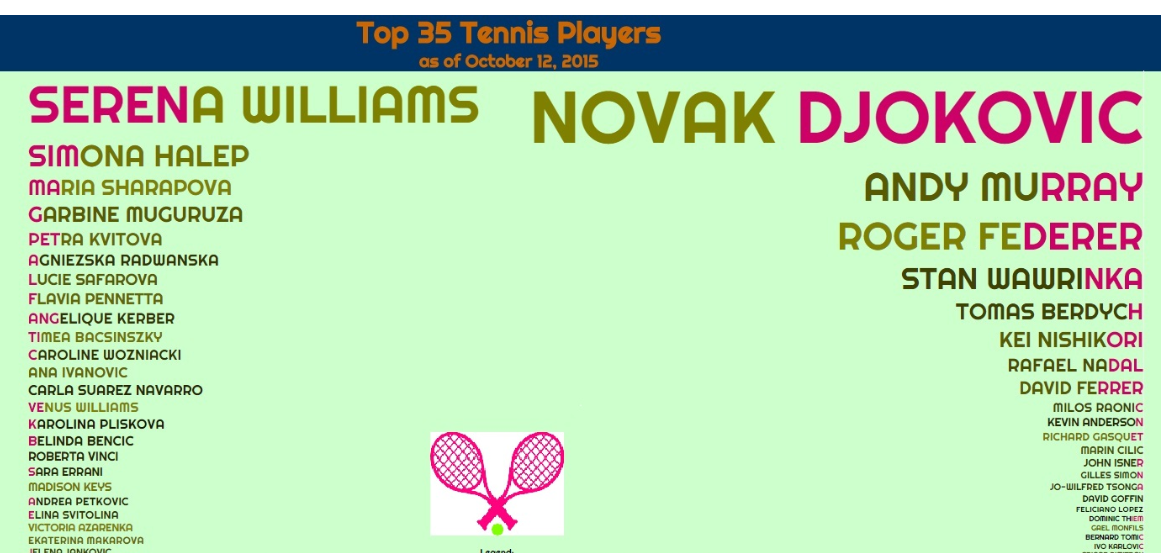 Top 35 Tennis Players
as of October 12, 2015
SERENA WILLIAMS
SIMONA HALEP
MARIA SHARAPOVA
GARBINE MUGURUZA
PETRA KVITOVA
AGNIEZSKA RADWANSKA
LUCIE SAFAROVA
FLAVIA PENNETTA
ANGELIQUE KERBER
TIMEA BACSINSZKY
CAROLINE WOZNIACKI
ANA IVANOVIC
CARLA SUAREZ NAVARRO
VENUS WILLIAMS
KAROLINA PLISKOVA
BELINDA BENCIC
ROBERTA VINCI
SARA ERRANI
MADISON KEYS
ANDREA PETKOVIC
ELINA SVITOLINA
VICTORIA AZARENKA
EKATERINA MAKAROVA
JELENA JANKOVIC
NOVAK DJOKOVIC
ANDY MURRAY
ROGER FEDERER
STAN WAWRINKA
TOMAS BERDYCH
KEI NISHIKORI
RAFAEL NADAL
DAVID FERRER
MILOS RAONIC
KEVIN ANDERSON
RICHARD GASQUET
MARIN CILIC
JOHN ISNER
GILLES SIMON
JO-WILFRED TSONGA
DAVID GOFFIN
FELICIANO LOPEZ
DOMINIC THIEM
GAEL MONFILS
BERNARD TOMIC
IVO KARLOVIC
Legend: